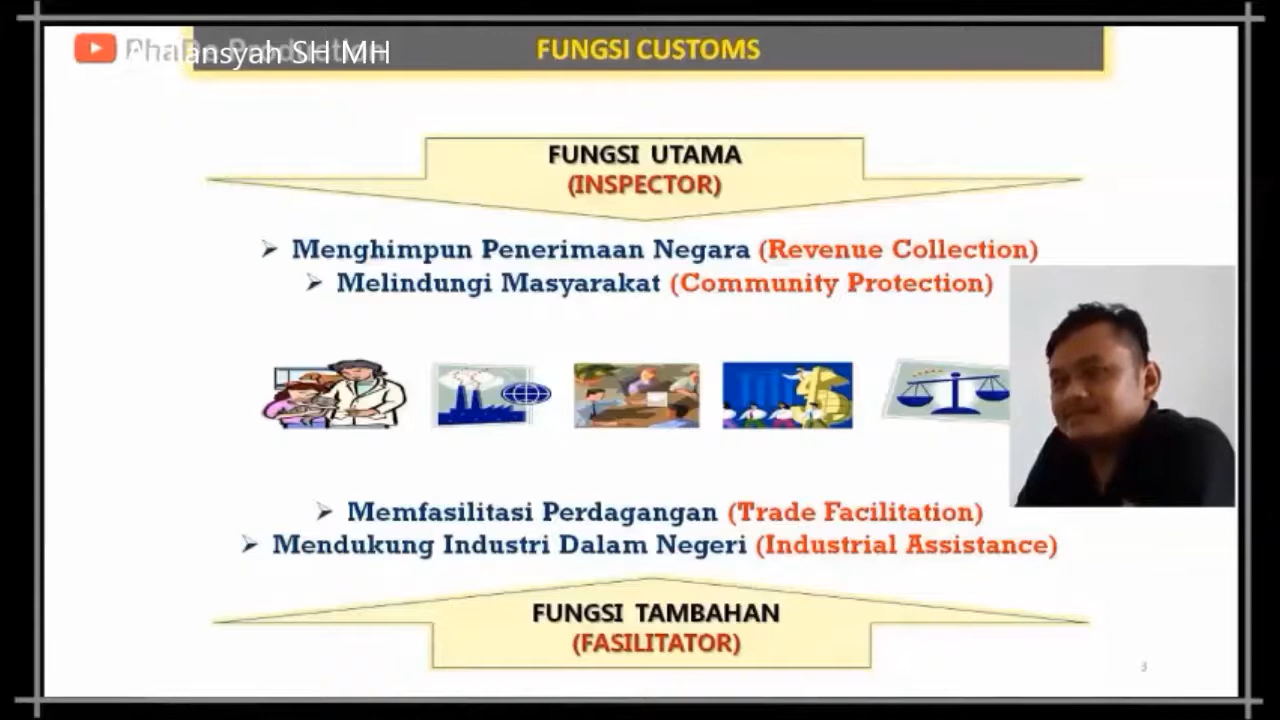 ansyah SH MH
FUNGSI CUSTOMS
FUNGSI UTAMA
(INSPECTOR)
Menghimpun Penerimaan Negara (Revenue Collection)
Melindungi Masyarakat (Community Protection)
Memfasilitasi Perdagangan (Trade Facilitation)
Mendukung Industri Dalam Negeri (Industrial Assistance)
FUNGSI TAMBAHAN
(FASILITATOR)
3